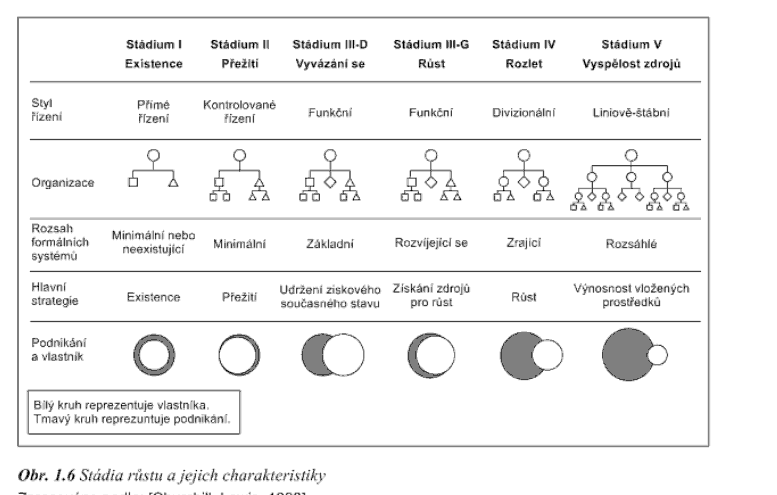 Stádium I Stádium II Stádium III-D Stádium III-G Stádium IV Stádium V
Existence Přežití Vyvázání se Růst Rozlet Vyspělost zdrojů
Styl řízení
Přímé řízení
Kontrolované řízení
Funkční
Funkční
Divizionální
Liniově-štábní
Organizace
Rozsah formálních systémů
Minimální nebo neexistující
Minimální
Základní
Rozvíjející se
Zrající
Rozsáhlé
Hlavní strategie
Existence
Přežití
Udržení ziskového současného stavu
Získání zdrojů pro růst
Růst
Výnosnost vložených prostředků
Podnikání a vlastník
Bílý kruh reprezentuje vlastníka.
Tmavý kruh reprezuntuje podnikání.
Obr. 1.6 Stádia růstu a jejich charakteristiky